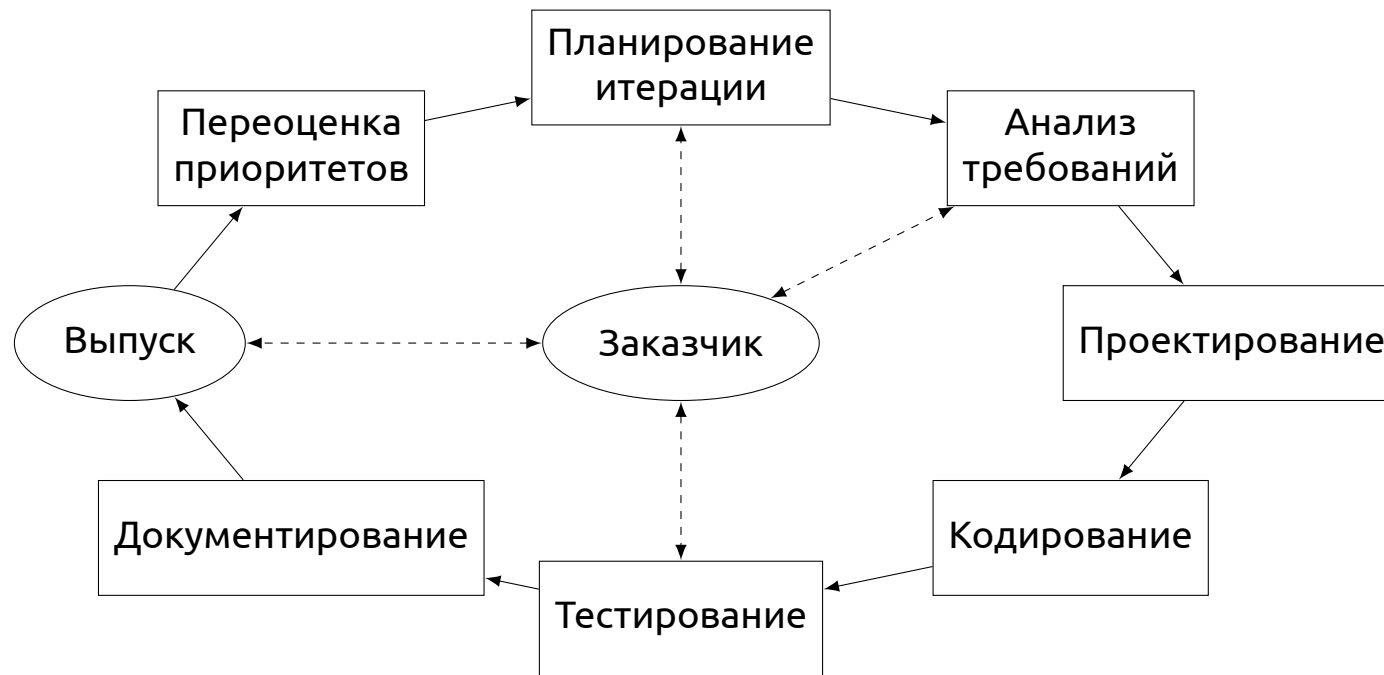 Планирование
итерации
Переоценка
приоритетов
Анализ
требований
Выпуск
Заказчик
Проектирование
Документирование
Кодирование
Тестирование